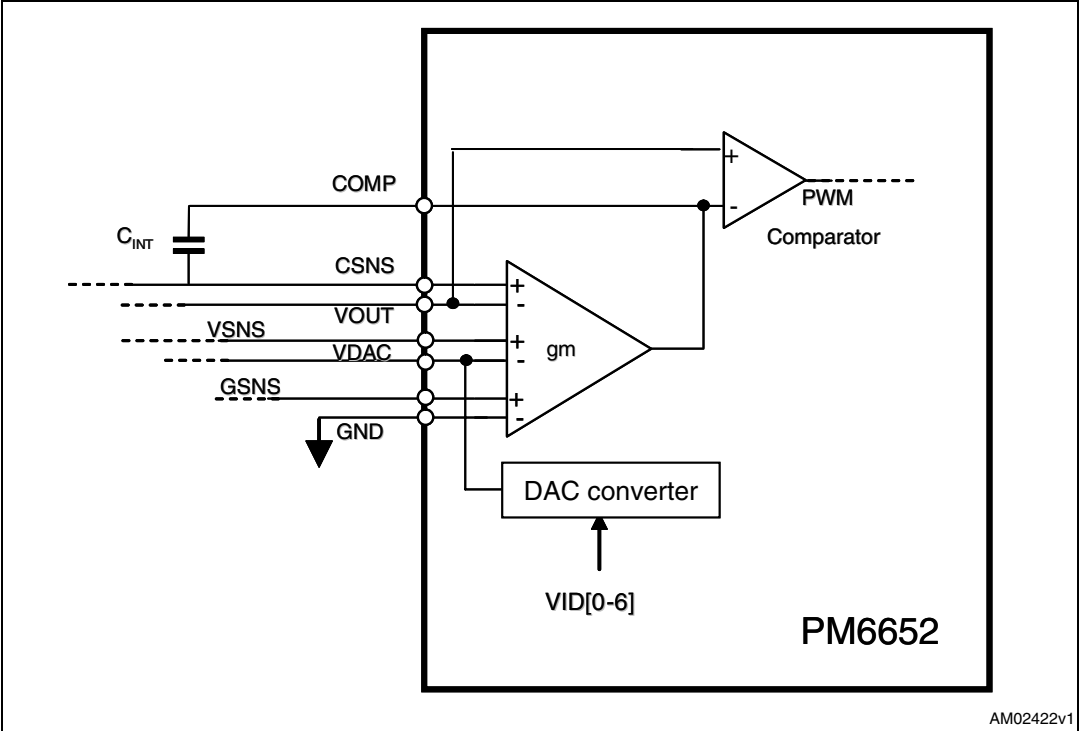 COMP
C_INT
CSNS
VOUT
VSNS
VDAC
GSNS
GND
+
-
+
-
+
-
gm
+
-
PWM
Comparator
DAC converter
VID[0-6]
PM6652
AM02422v1